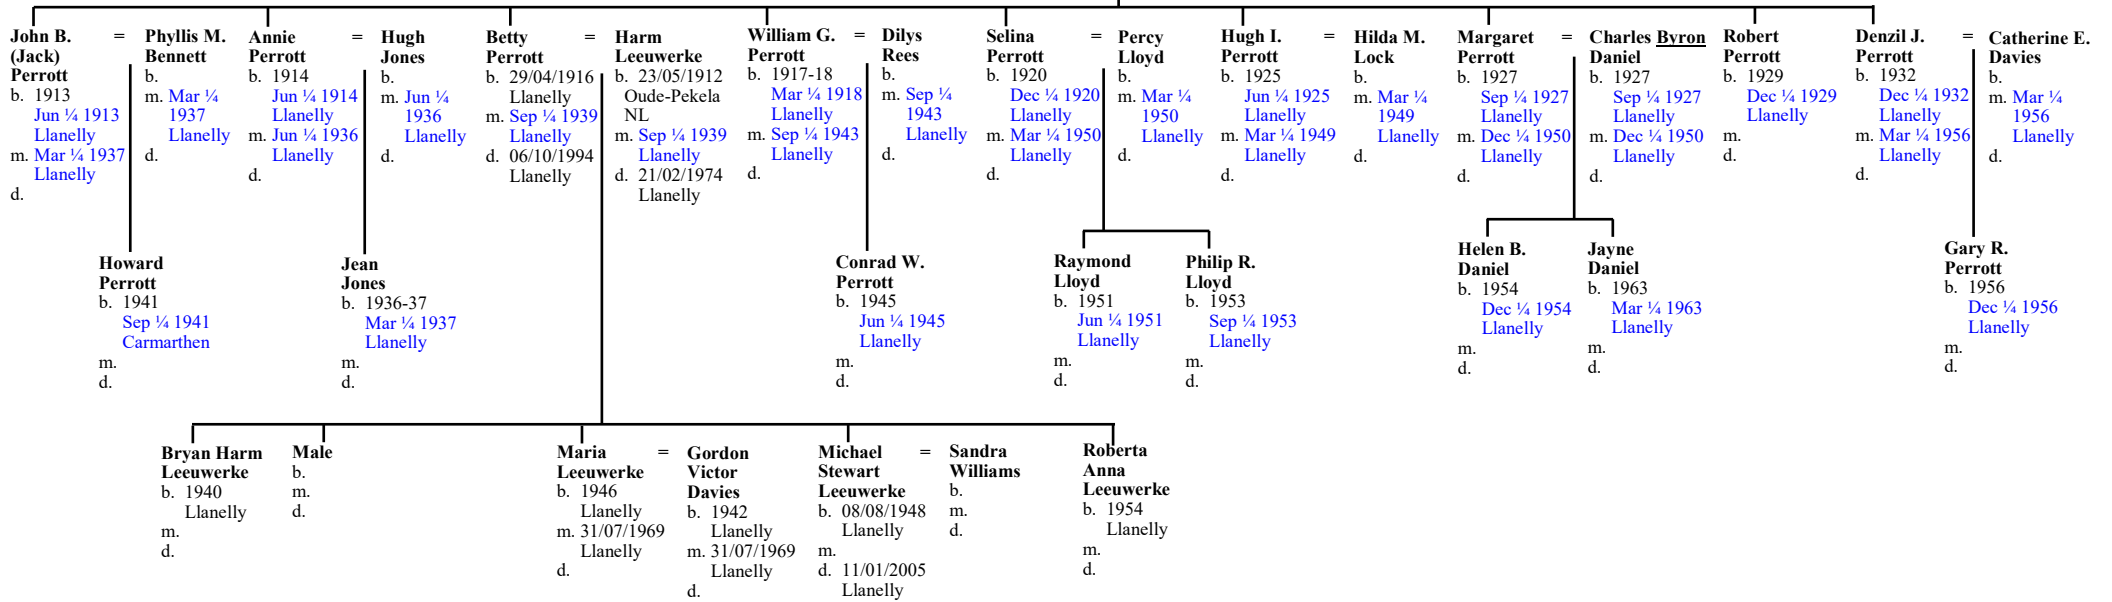 John B.
(Jack)
Perrott
b. 1913
Jun ¼ 1913
Llanelly
m. Mar ¼ 1937
Llanelly
d.
=
Phyllis M.
Bennett
b.
m. Mar ¼
1937
Llanelly
d.
Annie
Perrott
b. 1914
Jun ¼ 1914
Llanelly
m. Jun ¼ 1936
Llanelly
d.
=
Hugh
Jones
b.
m. Jun ¼
1936
Llanelly
d.
Betty
Perrott
b. 29/04/1916
Llanelly
m. Sep ¼ 1939
Llanelly
d. 06/10/1994
Llanelly
=
Harm
Leeuwerke
b. 23/05/1912
Oude-Pekela
NL
m. Sep ¼ 1939
Llanelly
d. 21/02/1974
Llanelly
William G.
Perrott
b. 1917-18
Mar ¼ 1918
Llanelly
m. Sep ¼ 1943
Llanelly
d.
=
Dilys
Rees
b.
m. Sep ¼
1943
Llanelly
d.
Selina
Perrott
b. 1920
Dec ¼ 1920
Llanelly
m. Mar ¼ 1950
Llanelly
d.
=
Percy
Lloyd
b.
m. Mar ¼
1950
Llanelly
d.
Hugh I.
Perrott
b. 1925
Jun ¼ 1925
Llanelly
m. Mar ¼ 1949
Llanelly
d.
=
Hilda M.
Lock
b.
m. Mar ¼
1949
Llanelly
d.
Margaret
Perrott
b. 1927
Sep ¼ 1927
Llanelly
m. Dec ¼ 1950
Llanelly
d.
=
Charles Byron
Daniel
b. 1927
Sep ¼ 1927
Llanelly
m. Dec ¼ 1950
Llanelly
d.
Robert
Perrott
b. 1929
Dec ¼ 1929
Llanelly
m.
d.
Denzil J.
Perrott
b. 1932
Dec ¼ 1932
Llanelly
m. Mar ¼ 1956
Llanelly
d.
=
Catherine E.
Davies
b.
m. Mar ¼
1956
Llanelly
d.
Howard
Perrott
b. 1941
Sep ¼ 1941
Carmarthen
m.
d.
Jean
Jones
b. 1936-37
Mar ¼ 1937
Llanelly
m.
d.
Conrad W.
Perrott
b. 1945
Jun ¼ 1945
Llanelly
m.
d.
Raymond
Lloyd
b. 1951
Jun ¼ 1951
Llanelly
m.
d.
Philip R.
Lloyd
b. 1953
Sep ¼ 1953
Llanelly
m.
d.
Helen B.
Daniel
b. 1954
Dec ¼ 1954
Llanelly
m.
d.
Jayne
Daniel
b. 1963
Mar ¼ 1963
Llanelly
m.
d.
Gary R.
Perrott
b. 1956
Dec ¼ 1956
Llanelly
m.
d.
Bryan Harm
Leeuwerke
b. 1940
Llanelly
m.
d.
Male
b.
m.
d.
Maria
Leeuwerke
b. 1946
Llanelly
m. 31/07/1969
Llanelly
d.
=
Gordon
Victor
Davies
b. 1942
Llanelly
m. 31/07/1969
Llanelly
d.
Michael
Stewart
Leeuwerke
b. 08/08/1948
Llanelly
m.
d. 11/01/2005
Llanelly
=
Sandra
Williams
b.
m.
d.
Roberta
Anna
Leeuwerke
b. 1954
Llanelly
m.
d.